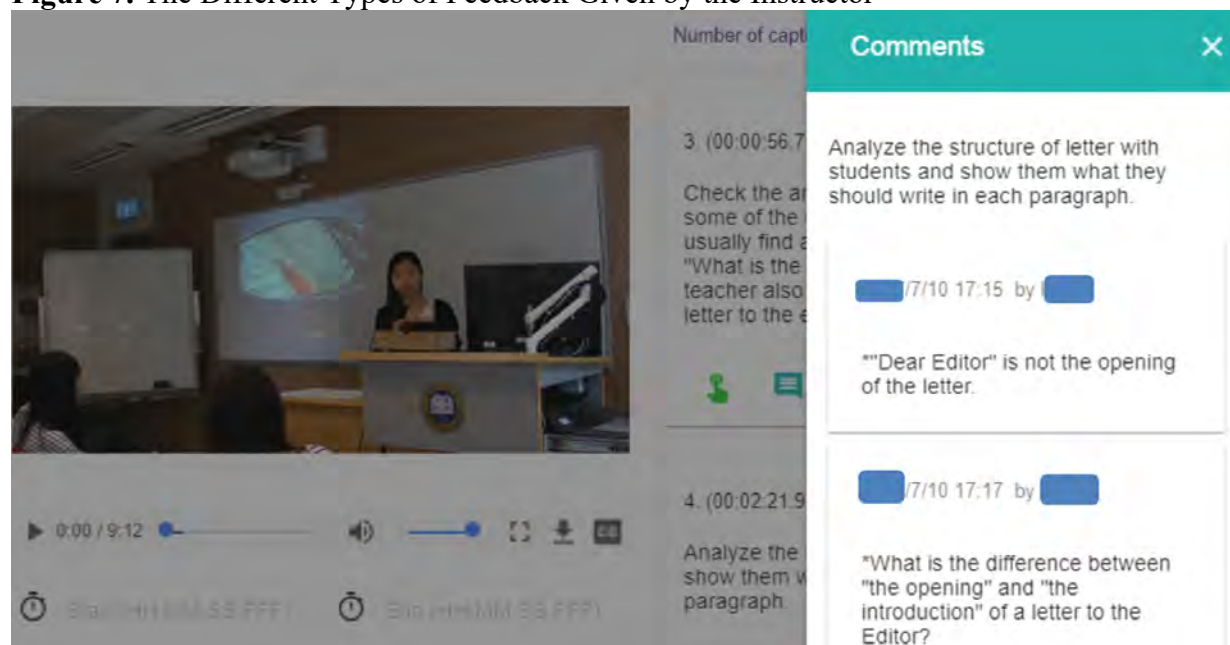 Figure 7. The Different Types of Feedback Given by the Instructor
Number of capt
Comments
3. (00:00:56.7
Check the an
some of the
usually find a
"What is the
teacher also
letter to the e
4. (00:02:21.9
Analyze the
show them w
paragraph.
0:00 / 9:12
Analyze the structure of letter with
students and show them what they
should write in each paragraph.
/7/10 17:15 by
*"Dear Editor" is not the opening
of the letter.
/7/10 17:17 by
*What is the difference between
"the opening" and "the
introduction" of a letter to the
Editor?